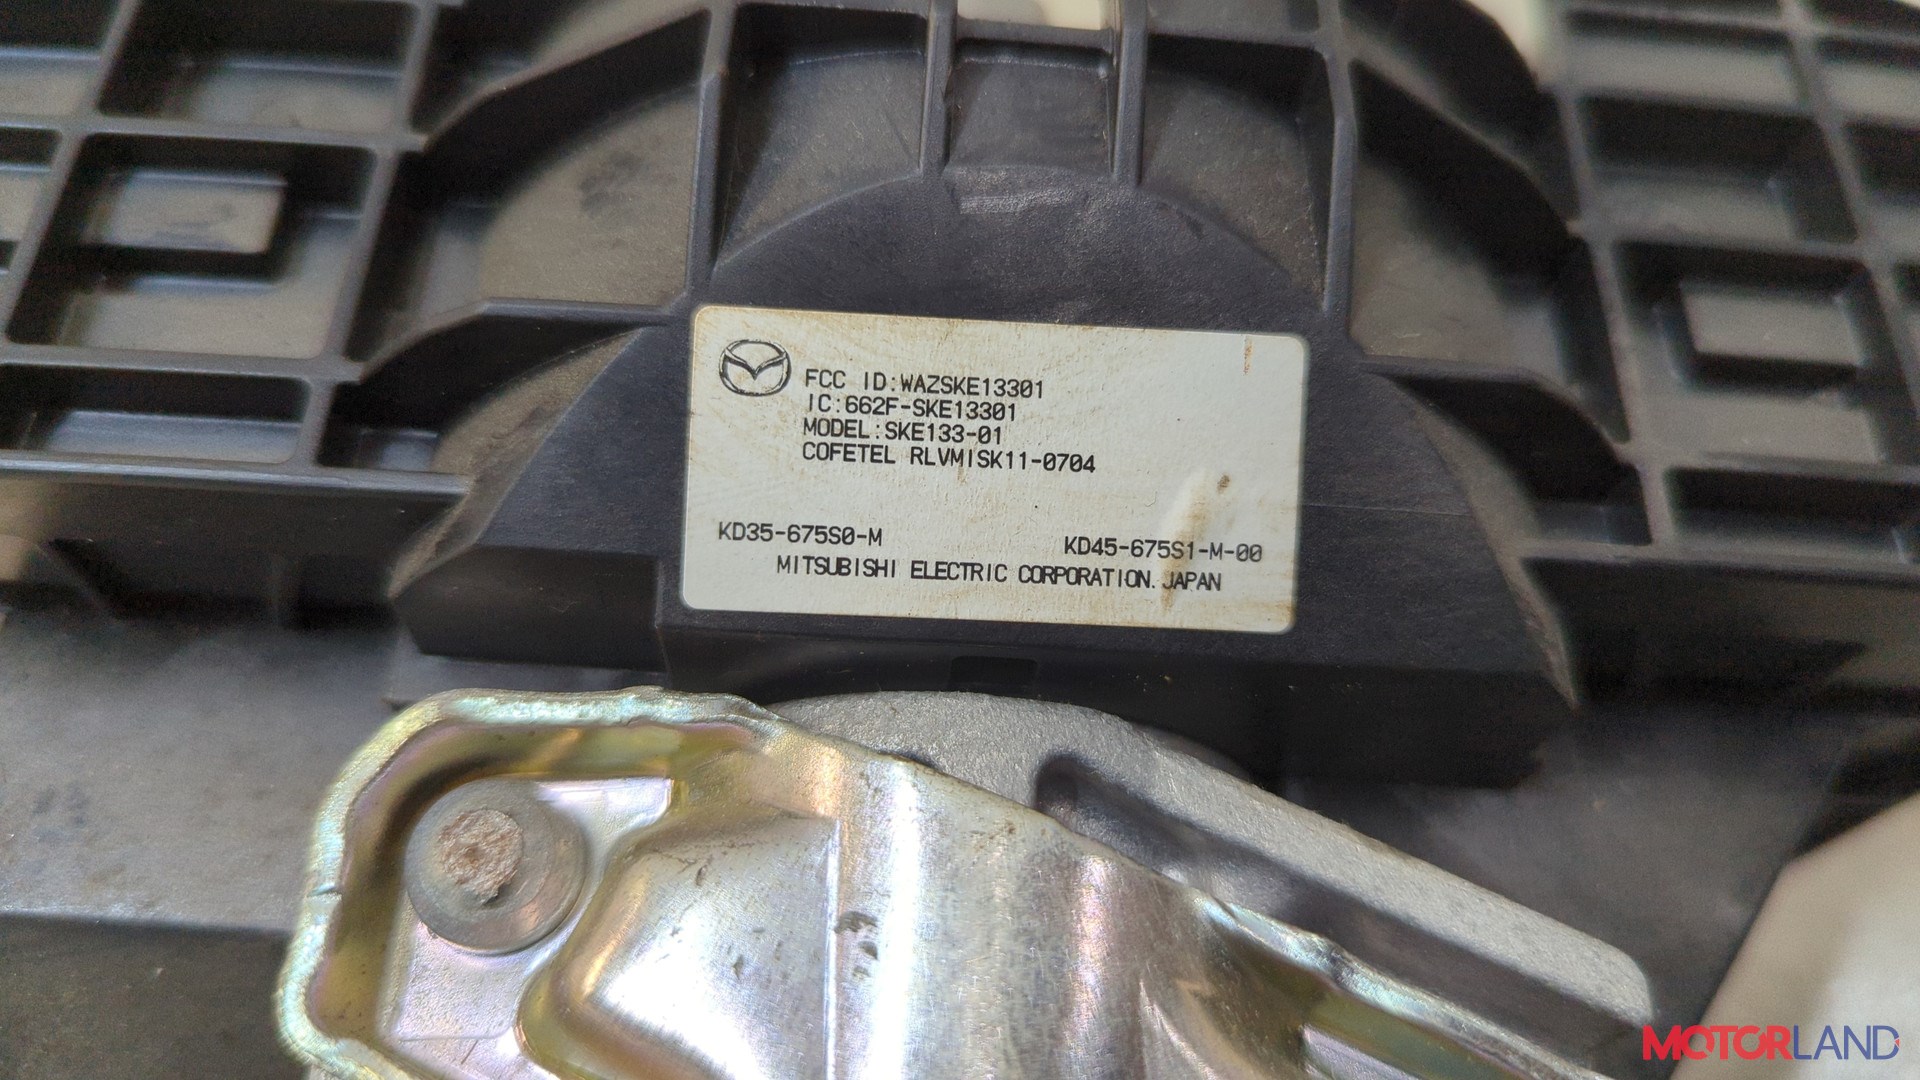 FCC ID:WAZSKE13301
IC:662F-SKE13301
MODEL:SKE133-01
COFETEL RLVMISK11-0704
KD35-675S0-M
KD45-675S1-M-00
MITSUBISHI ELECTRIC CORPORATION.JAPAN
MOTORLAND